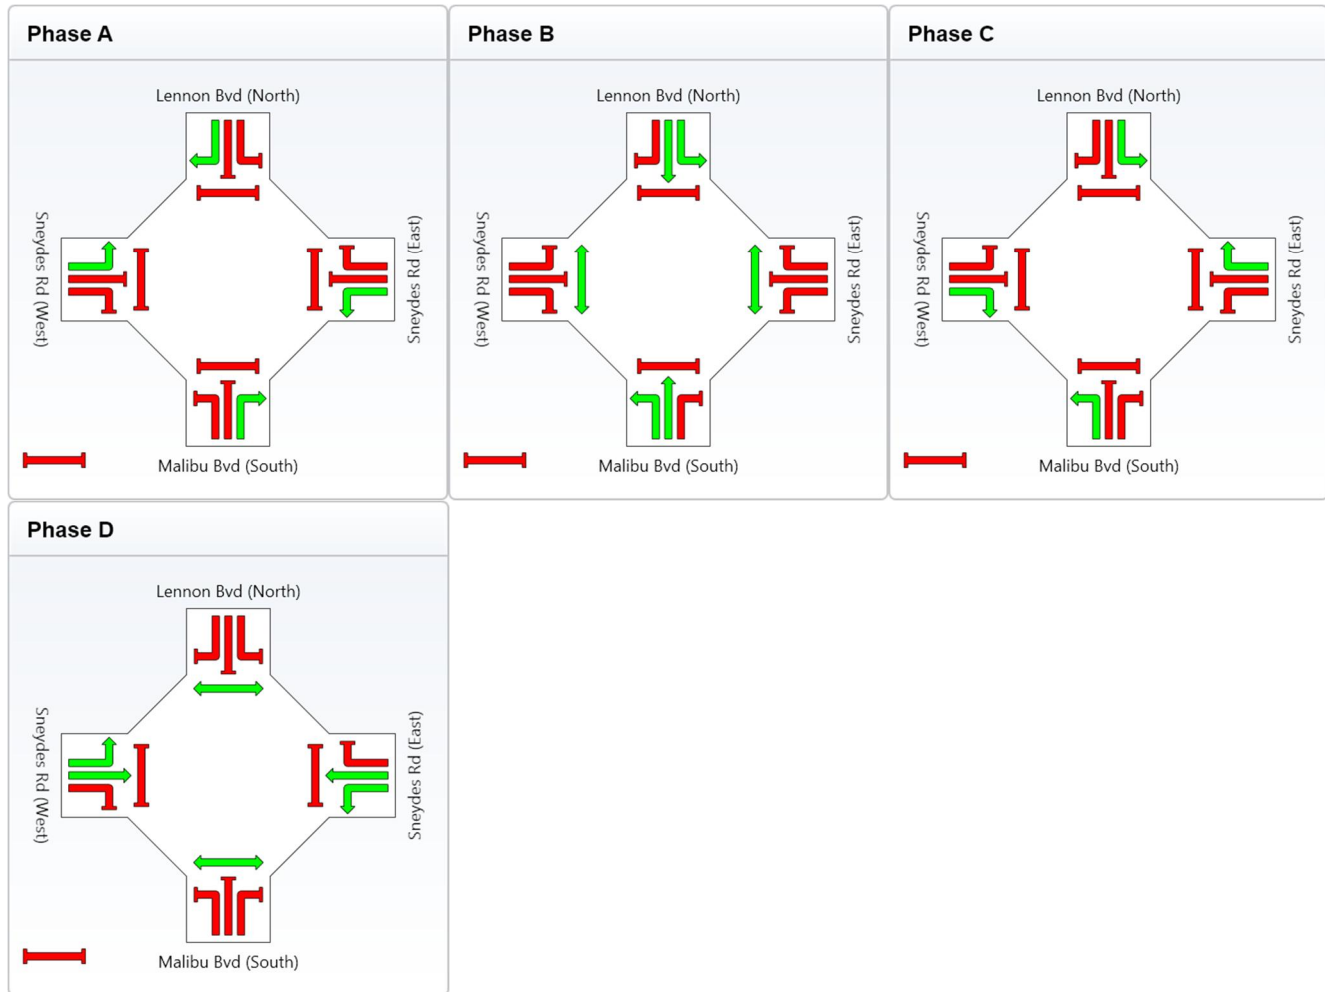 Phase A
Lennon Bvd (North)
Sneydes Rd (West)
Sneydes Rd (East)
Malibu Bvd (South)
Phase B
Lennon Bvd (North)
Sneydes Rd (West)
Sneydes Rd (East)
Malibu Bvd (South)
Phase C
Lennon Bvd (North)
Sneydes Rd (West)
Sneydes Rd (East)
Malibu Bvd (South)
Phase D
Lennon Bvd (North)
Sneydes Rd (West)
Sneydes Rd (East)
Malibu Bvd (South)